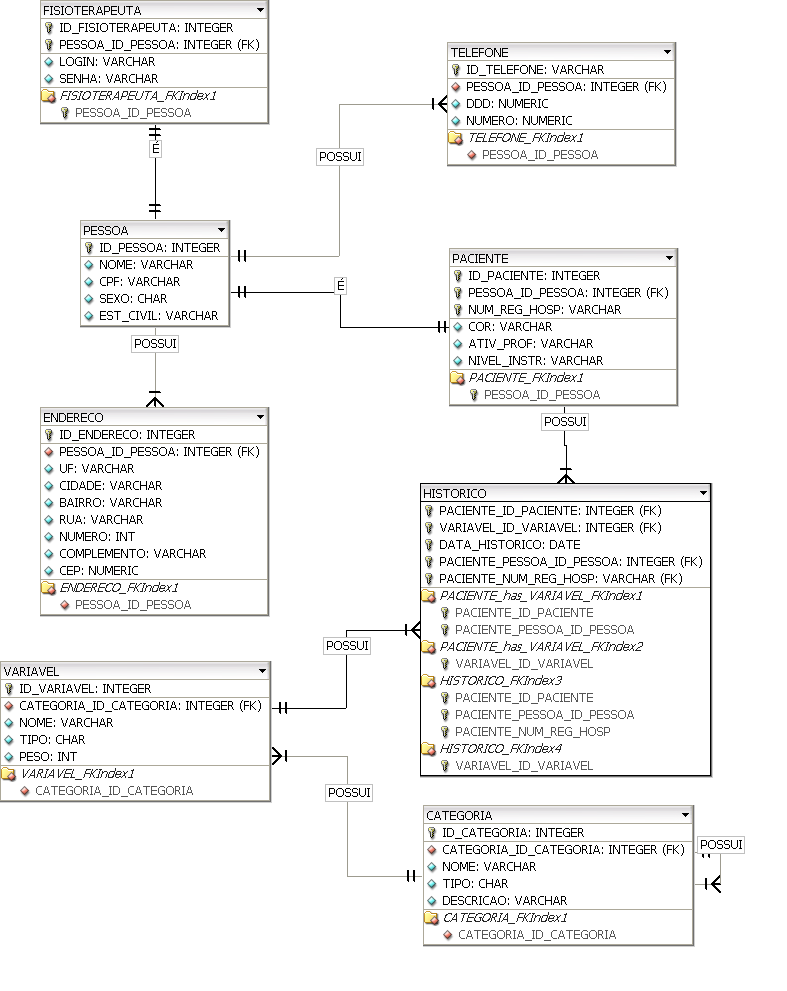 FISIOTERAPEUTA
ID_FISIOTERAPEUTA: INTEGER
PESSOA_ID_PESSOA: INTEGER (FK)
LOGIN: VARCHAR
SENHA: VARCHAR
FISIOTERAPEUTA_FKIndex1
PESSOA_ID_PESSOA
TELEFONE
ID_TELEFONE: VARCHAR
PESSOA_ID_PESSOA: INTEGER (FK)
DDD: NUMERIC
NUMERO: NUMERIC
TELEFONE_FKIndex1
PESSOA_ID_PESSOA
É
POSSUI
PESSOA
ID_PESSOA: INTEGER
NOME: VARCHAR
CPF: VARCHAR
SEXO: CHAR
EST_CIVIL: VARCHAR
É
PACIENTE
ID_PACIENTE: INTEGER
PESSOA_ID_PESSOA: INTEGER (FK)
NUM_REG_HOSP: VARCHAR
COR: VARCHAR
ATIV_PROF: VARCHAR
NIVEL_INSTR: VARCHAR
PACIENTE_FKIndex1
PESSOA_ID_PESSOA
POSSUI
POSSUI
ENDERECO
ID_ENDERECO: INTEGER
PESSOA_ID_PESSOA: INTEGER (FK)
UF: VARCHAR
CIDADE: VARCHAR
BAIRRO: VARCHAR
RUA: VARCHAR
NUMERO: INT
COMPLEMENTO: VARCHAR
CEP: NUMERIC
ENDERECO_FKIndex1
PESSOA_ID_PESSOA
HISTORICO
PACIENTE_ID_PACIENTE: INTEGER (FK)
VARIAVEL_ID_VARIAVEL: INTEGER (FK)
DATA_HISTORICO: DATE
PACIENTE_PESSOA_ID_PESSOA: INTEGER (FK)
PACIENTE_NUM_REG_HOSP: VARCHAR (FK)
PACIENTE_has_VARIAVEL_FKIndex1
PACIENTE_ID_PACIENTE
PACIENTE_PESSOA_ID_PESSOA
PACIENTE_has_VARIAVEL_FKIndex2
VARIAVEL_ID_VARIAVEL
HISTORICO_FKIndex3
PACIENTE_ID_PACIENTE
PACIENTE_PESSOA_ID_PESSOA
PACIENTE_NUM_REG_HOSP
HISTORICO_FKIndex4
VARIAVEL_ID_VARIAVEL
POSSUI
VARIAVEL
ID_VARIAVEL: INTEGER
CATEGORIA_ID_CATEGORIA: INTEGER (FK)
NOME: VARCHAR
TIPO: CHAR
PESO: INT
VARIAVEL_FKIndex1
CATEGORIA_ID_CATEGORIA
POSSUI
CATEGORIA
ID_CATEGORIA: INTEGER
CATEGORIA_ID_CATEGORIA: INTEGER (FK)
NOME: VARCHAR
TIPO: CHAR
DESCRICAO: VARCHAR
CATEGORIA_FKIndex1
CATEGORIA_ID_CATEGORIA
POSSUI